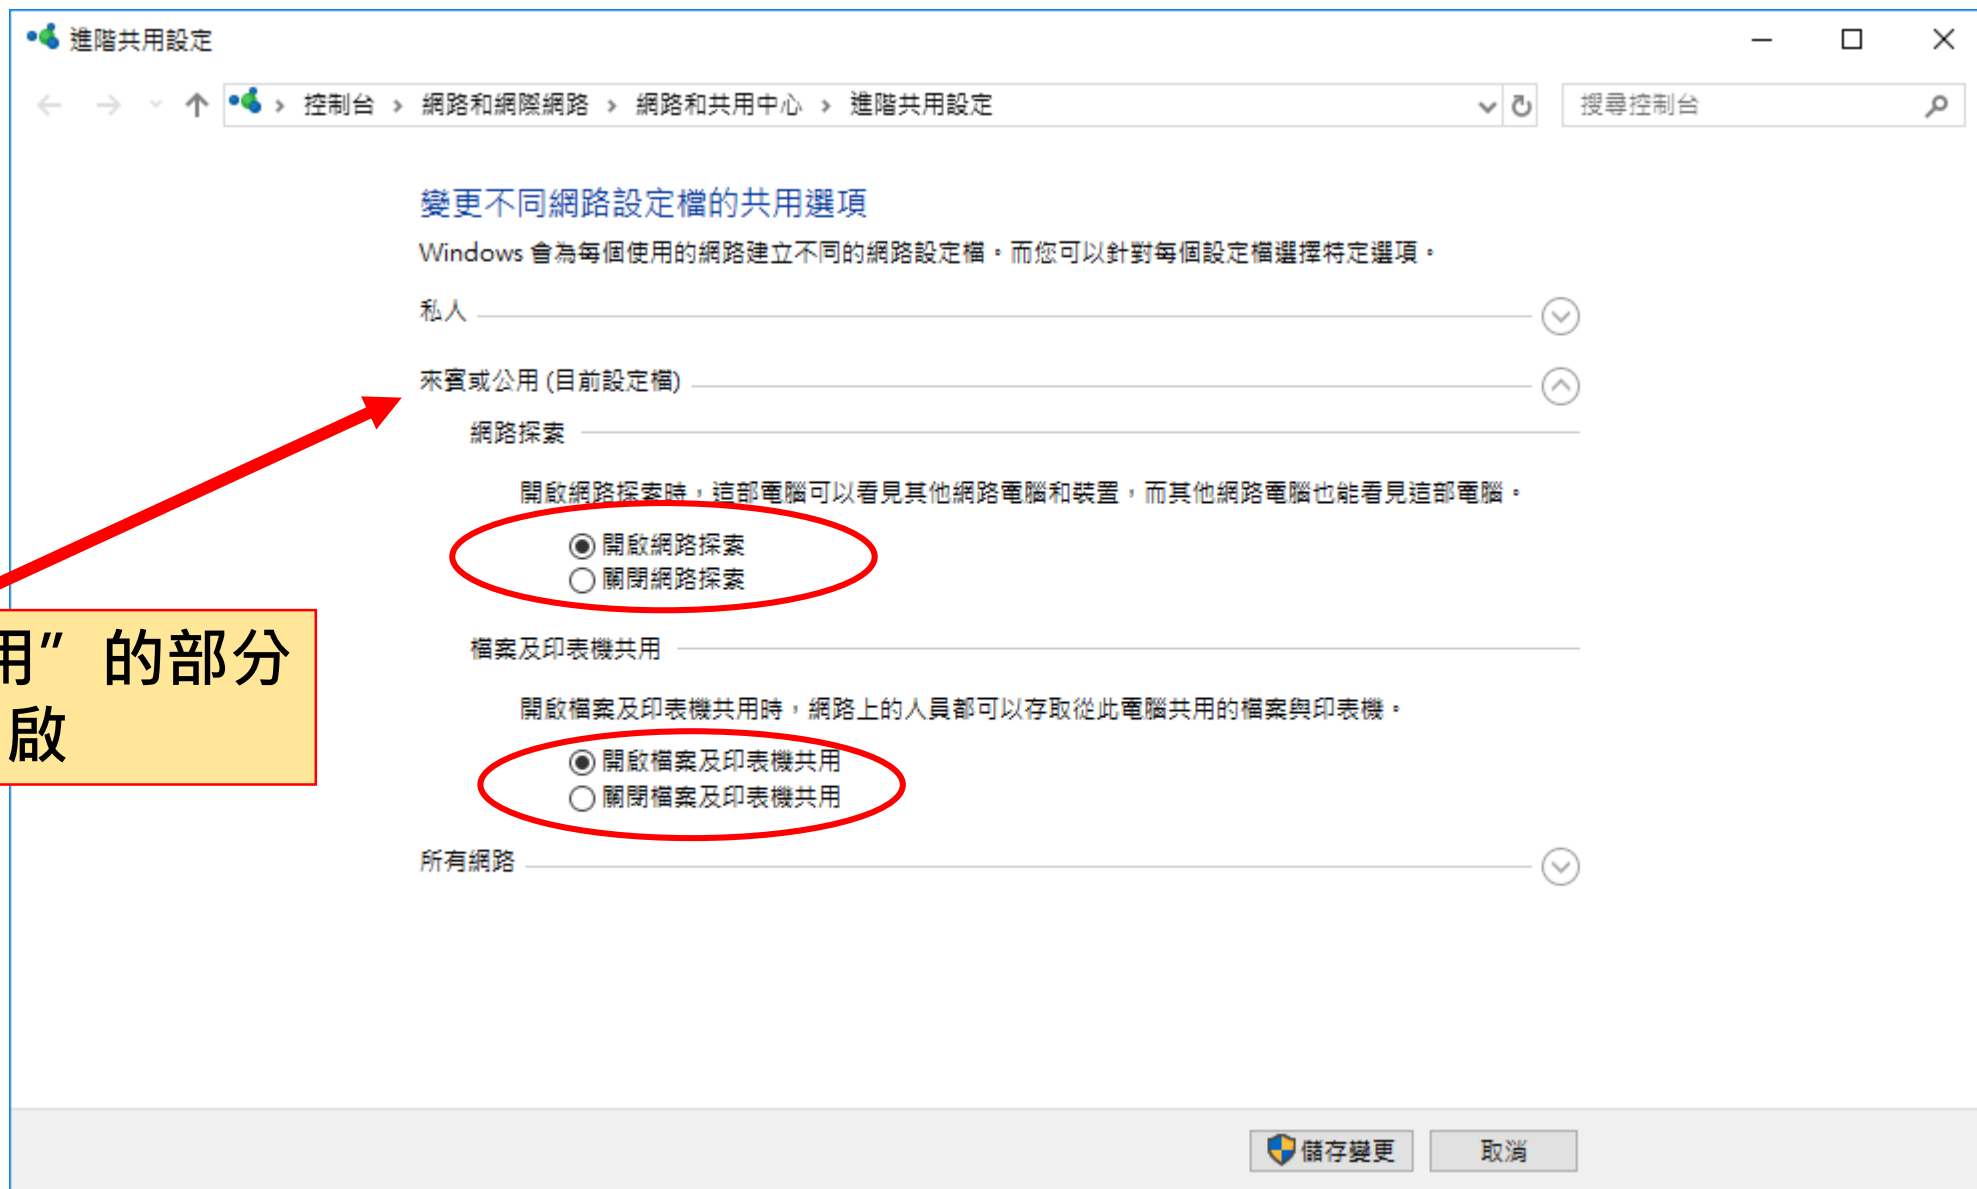 進階共用設定
控制台 > 網路和網際網路 > 網路和共用中心 > 進階共用設定
搜尋控制台
變更不同網路設定檔的共用選項
Windows 會為每個使用的網路建立不同的網路設定檔。而您可以針對每個設定檔選擇特定選項。
私人
來賓或公用 (目前設定檔)
網路探索
開啟網路探索時，這部電腦可以看見其他網路電腦和裝置，而其他網路電腦也能看見這部電腦。
開啟網路探索
關閉網路探索
用” 的部分
啟
檔案及印表機共用
開啟檔案及印表機共用時，網路上的人員都可以存取從此電腦共用的檔案與印表機。
開啟檔案及印表機共用
關閉檔案及印表機共用
所有網路
儲存變更
取消